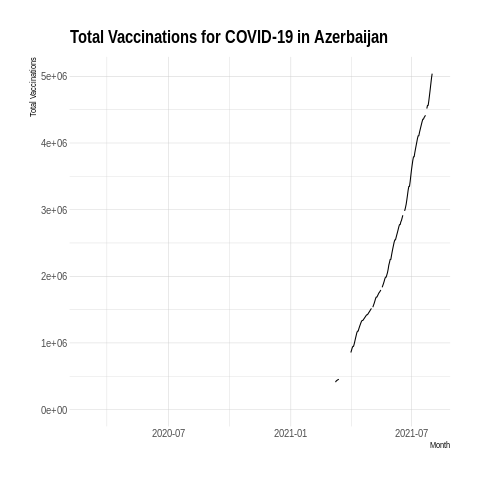 Total Vaccinations for COVID-19 in Azerbaijan
Total Vaccinations
5e+06
4e+06
3e+06
2e+06
1e+06
0e+00
2020-07 2021-01 2021-07
Month